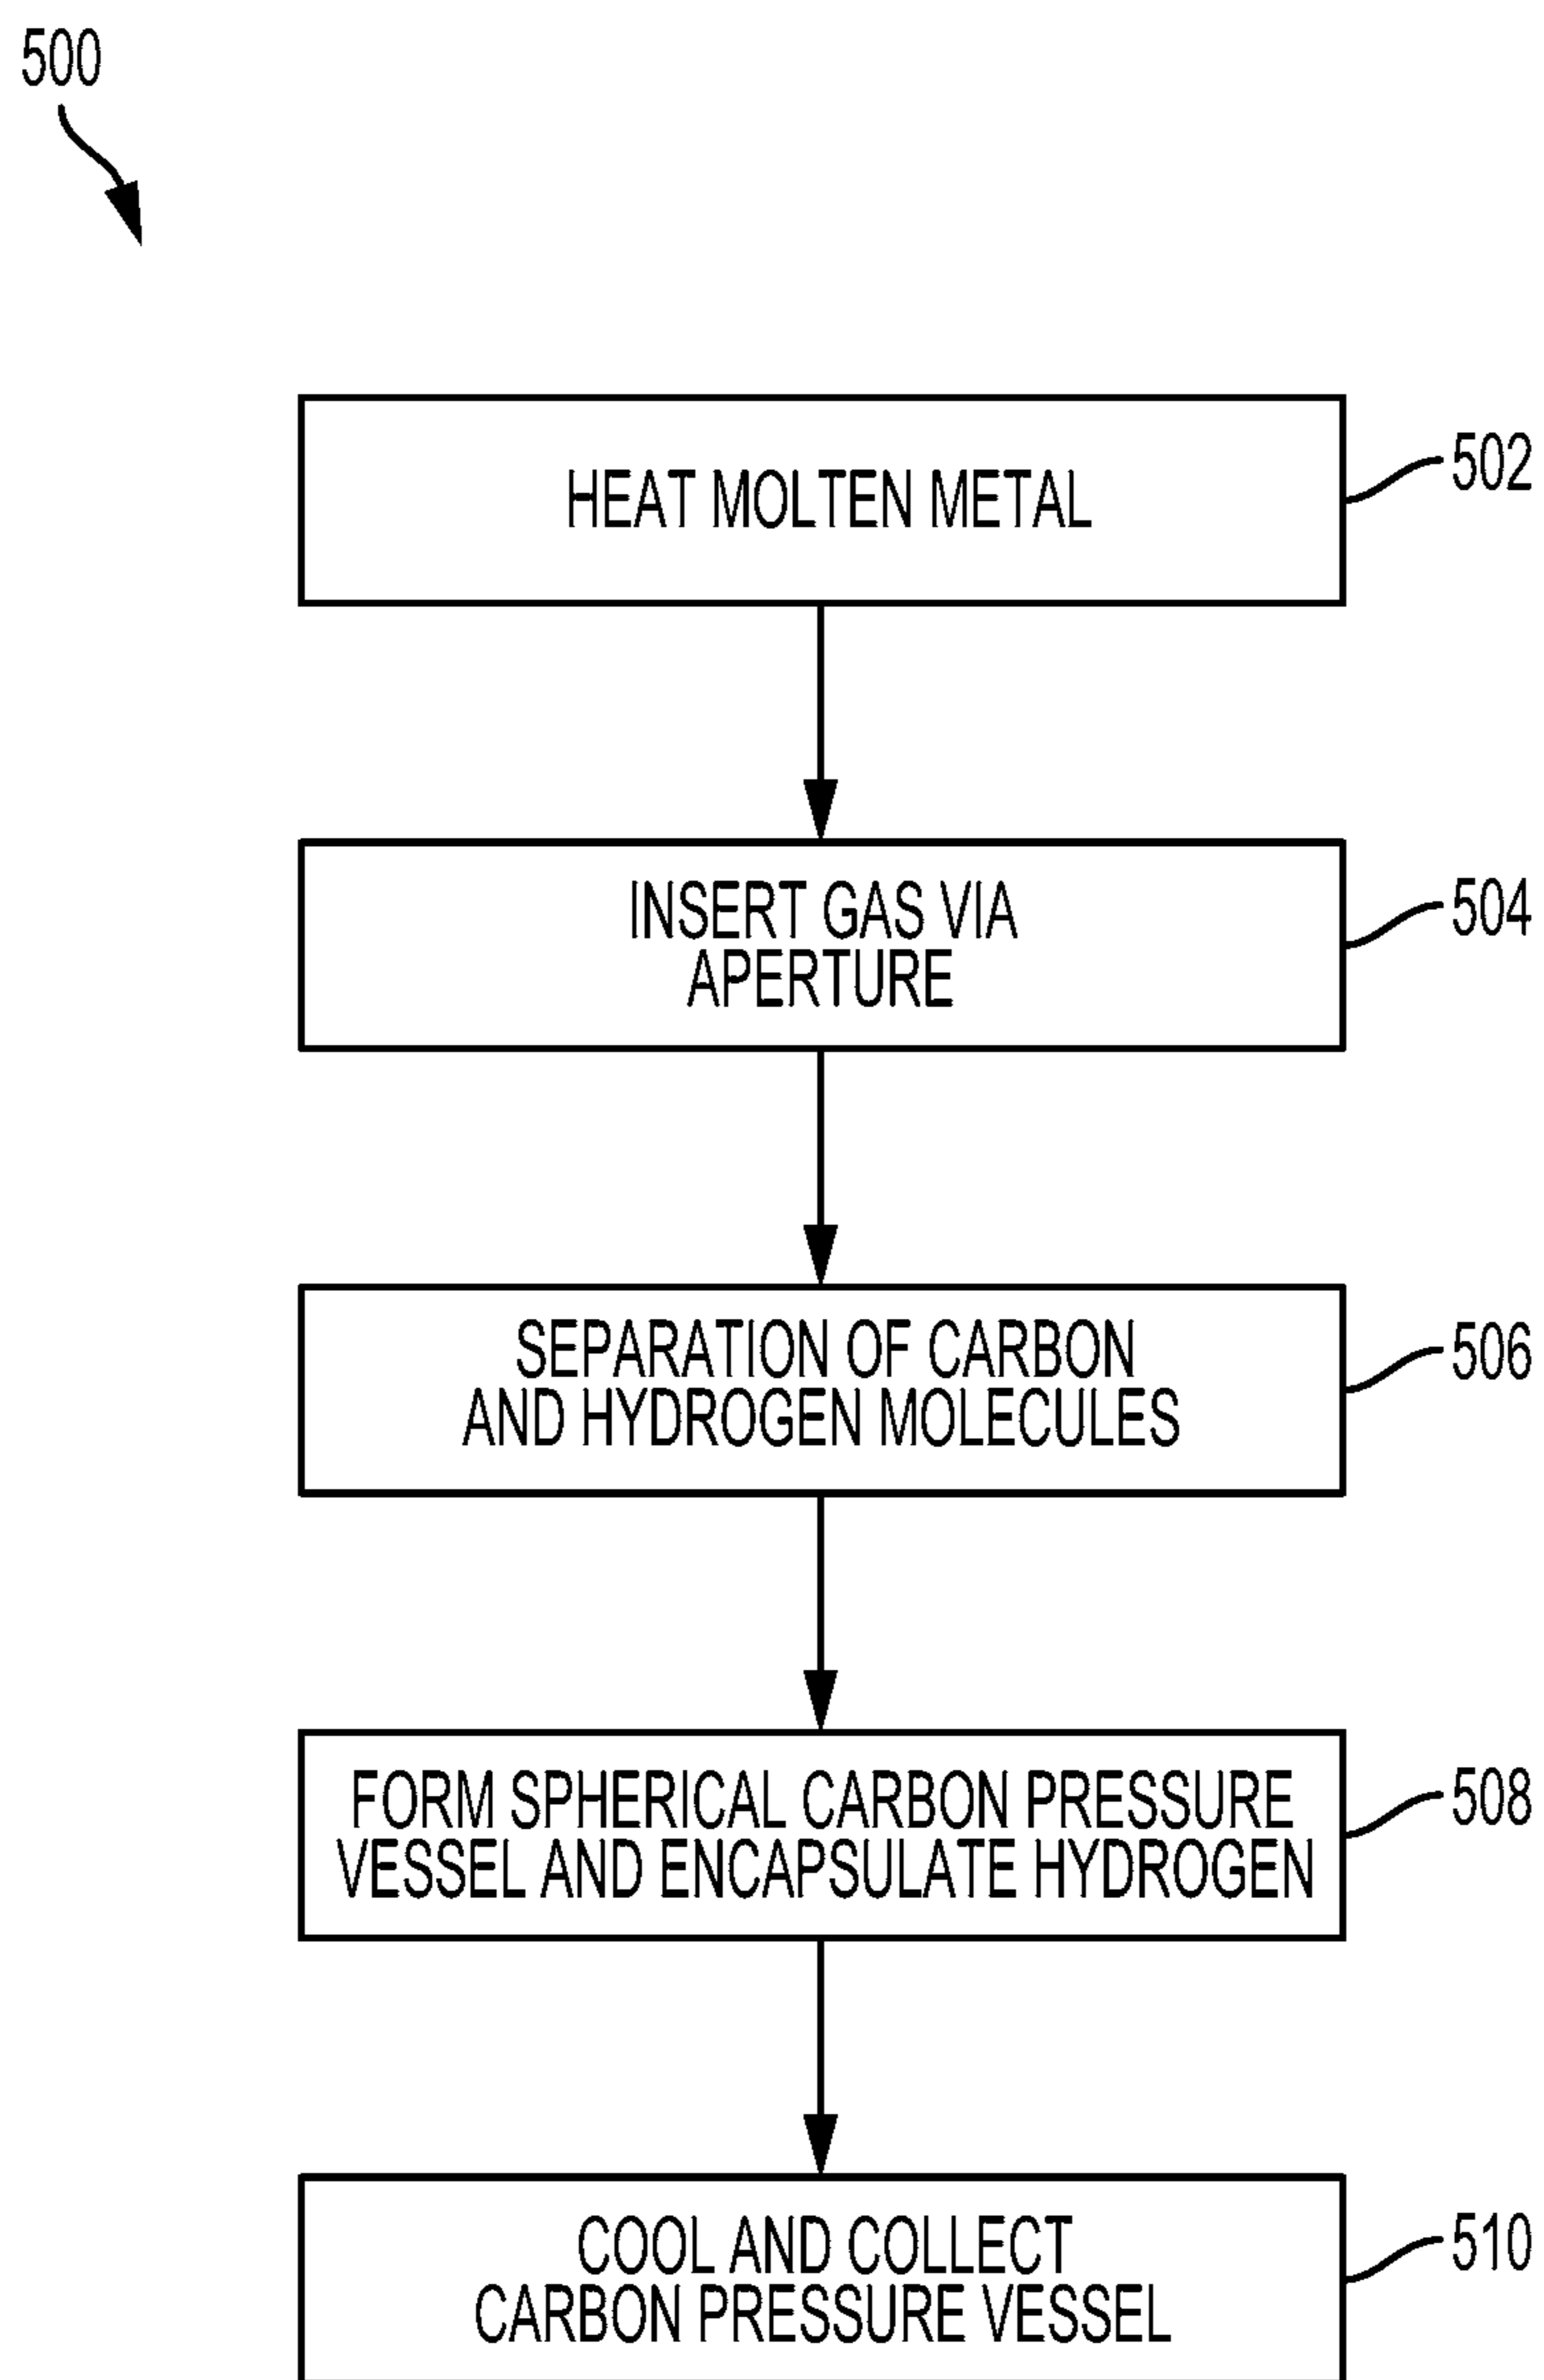 500
HEAT MOLTEN METAL
502
INSERT GAS VIA
APERTURE
504
SEPARATION OF CARBON
AND HYDROGEN MOLECULES
506
FORM SPHERICAL CARBON PRESSURE
VESSEL AND ENCAPSULATE HYDROGEN
508
COOL AND COLLECT
CARBON PRESSURE VESSEL
510